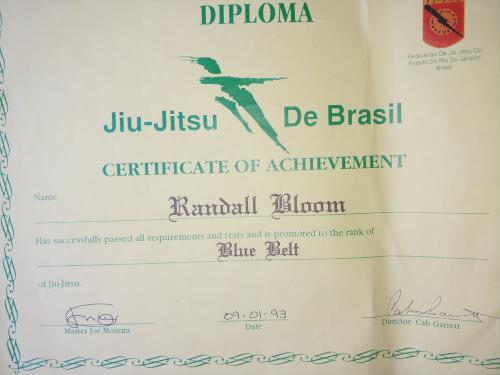 DIPLOMA
Federacao De Jiu-Jitsu Do
Estado De Rio De Janeiro
Brasil
Jiu-Jitsu De Brasil
CERTIFICATE OF ACHIEVEMENT
Name
Randall Bloom
Has successfully passed all requirements and tests and is promoted to the rank of
Blue Belt
of Jiu-Jitsu.
09-01-93
Master Joe Moreira
Date
Director Cab Garrett